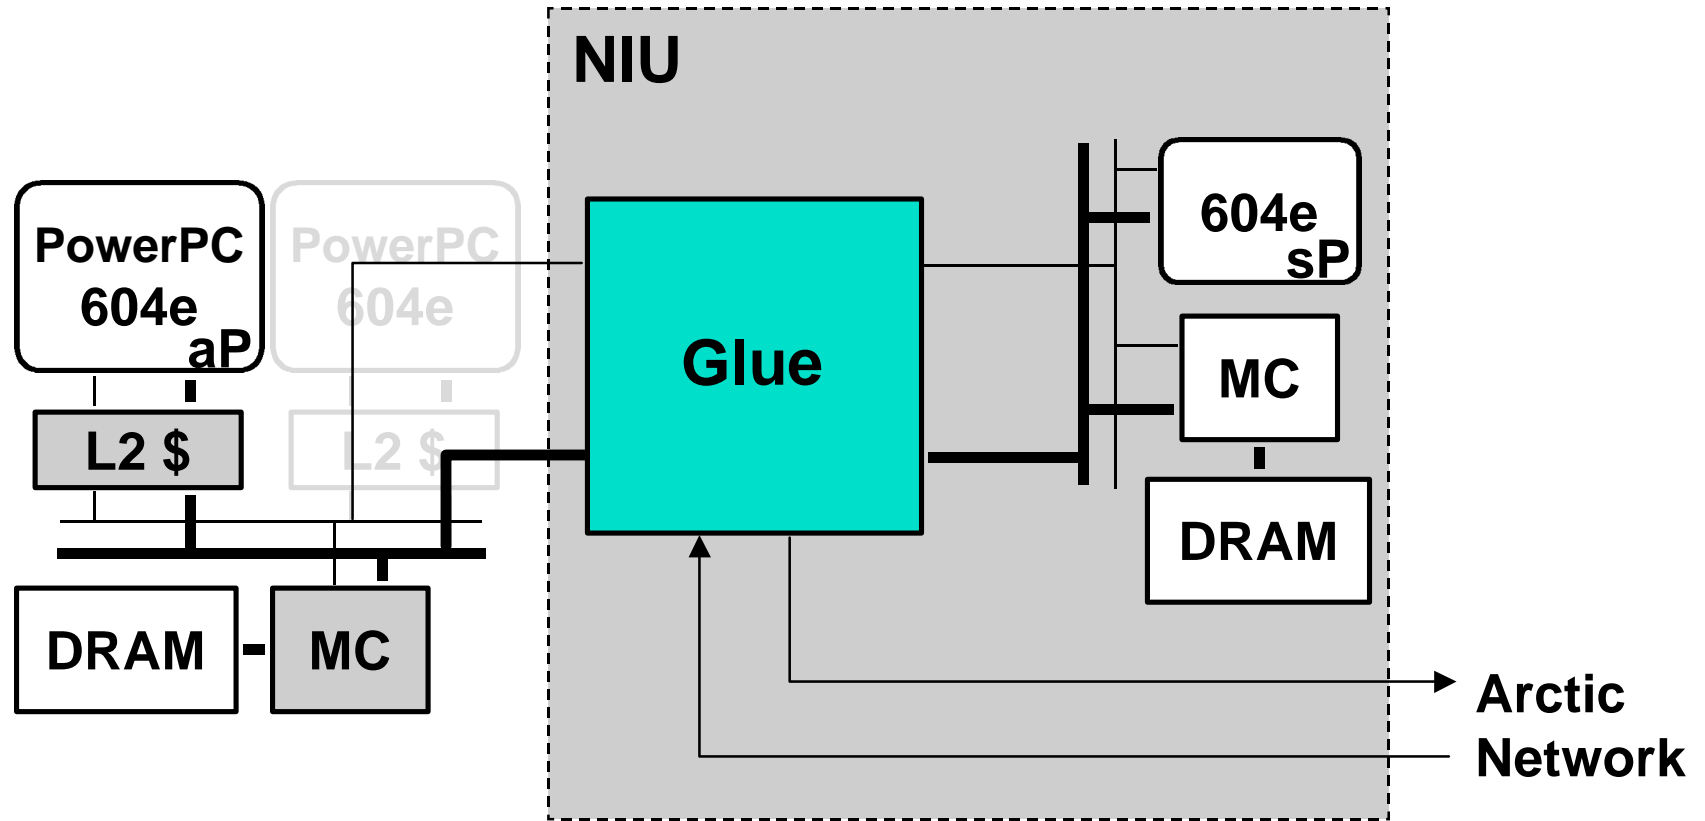 NIU
PowerPC
604e
aP
PowerPC
604e
L2 $
L2 $
DRAM
MC
Glue
604e
sP
MC
DRAM
Arctic
Network